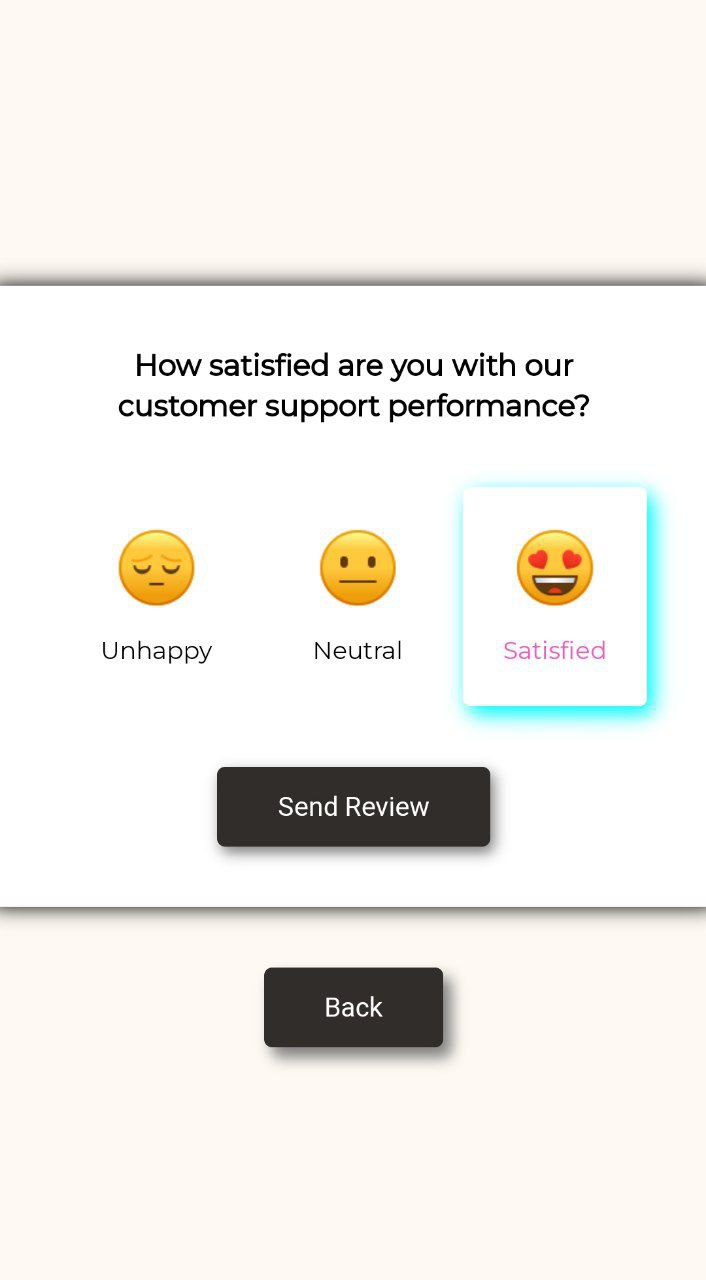 How satisfied are you with our
customer support performance?
Unhappy
Neutral
Satisfied
Send Review
Back